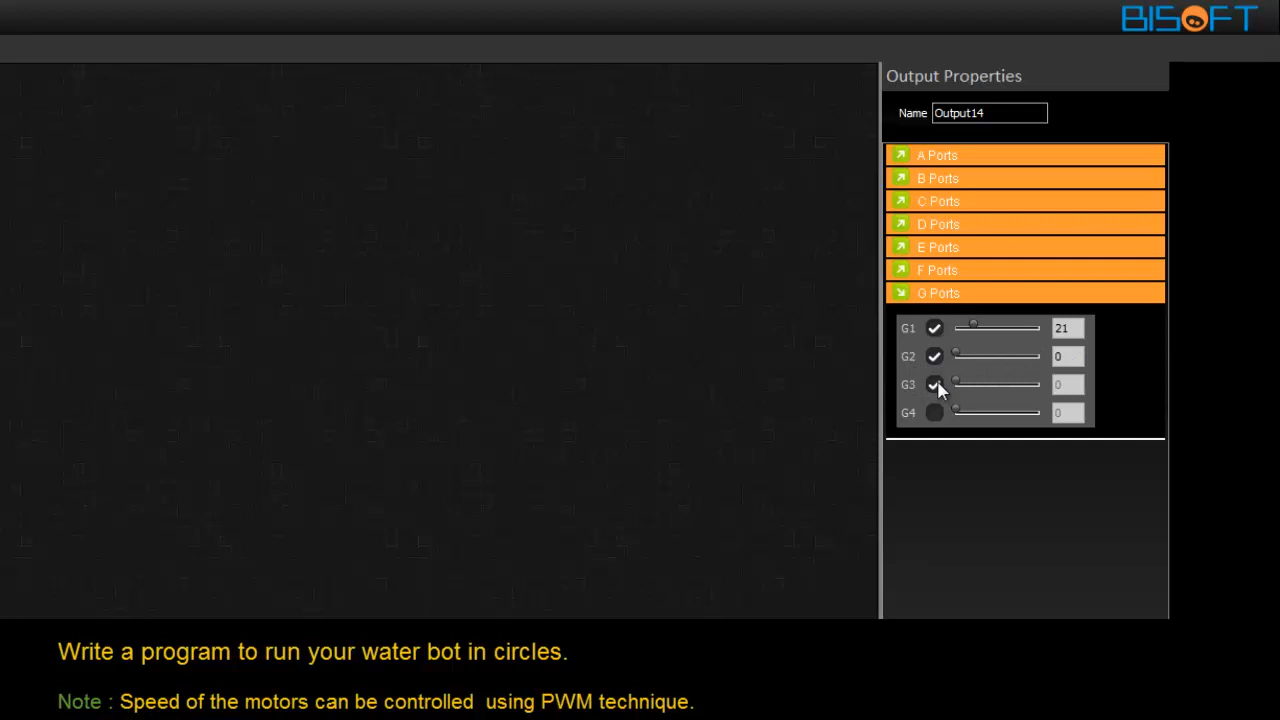 BISOFT
Output Properties
Name Output14
A Ports
B Ports
C Ports
D Ports
E Ports
F Ports
G Ports
G1 21
G2 0
G3 0
G4 0
Write a program to run your water bot in circles.
Note : Speed of the motors can be controlled using PWM technique.